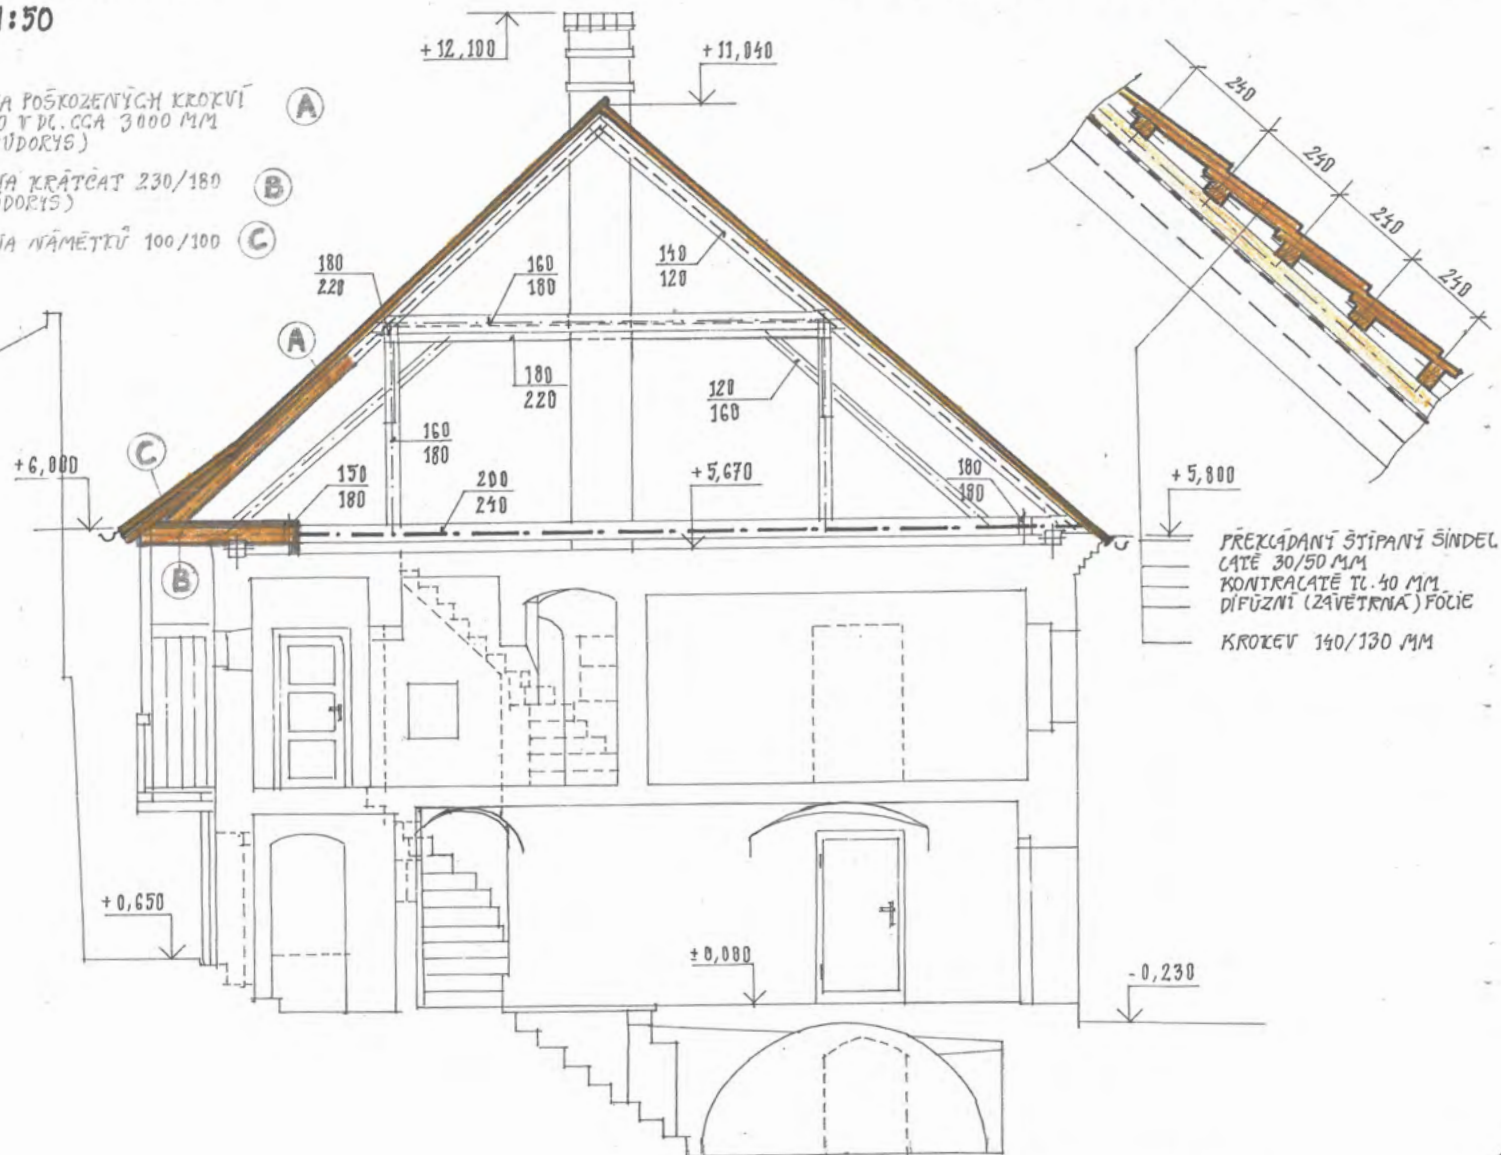 1:50
A POŠKOZENÝCH KROKVÍ
V DL. CCA 3000 MM
PŮDORYS)
A
NA KRÁTČAT 230/180
B
NA NÁMĚTKŮ 100/100
C
+12,100
+11,040
240
240
240
240
180
220
160
180
140
120
A
180
220
120
160
C
160
180
+6,000
150
180
200
240
+5,670
180
180
+5,800
B
PŘEKLÁDANÝ ŠTÍPANÝ ŠINDEL
LATĚ 30/50 MM
KONTRALATĚ TL. 40 MM
DIFÚZNÍ (ZÁVĚTRNÁ) FÓLIE
KROKEV 140/130 MM
+0,650
±0,000
-0,230